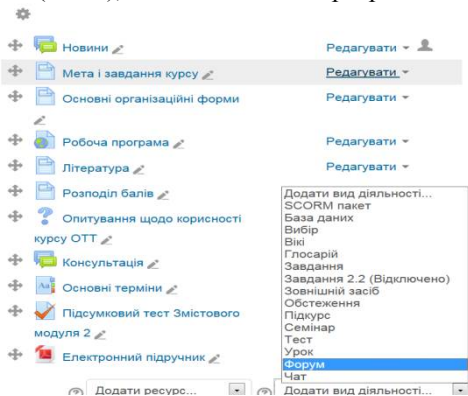 Новини Редагувати
Мета і завдання курсу Редагувати
Основні організаційні форми Редагувати
Робоча програма Редагувати
Література Редагувати
Розподіл балів
Опитування щодо корисності
курсу ОТТ
Консультація
Основні терміни
Підсумковий тест Змістового
модуля 2
Електронний підручник
Додати вид діяльності...
SCORM пакет
База даних
Вибір
Вікі
Глосарій
Завдання
Завдання 2.2 (Відключено)
Зовнішній засіб
Обстеження
Підкурс
Семінар
Тест
Урок
Форум
Чат
Додати ресурс... Додати вид діяльності...